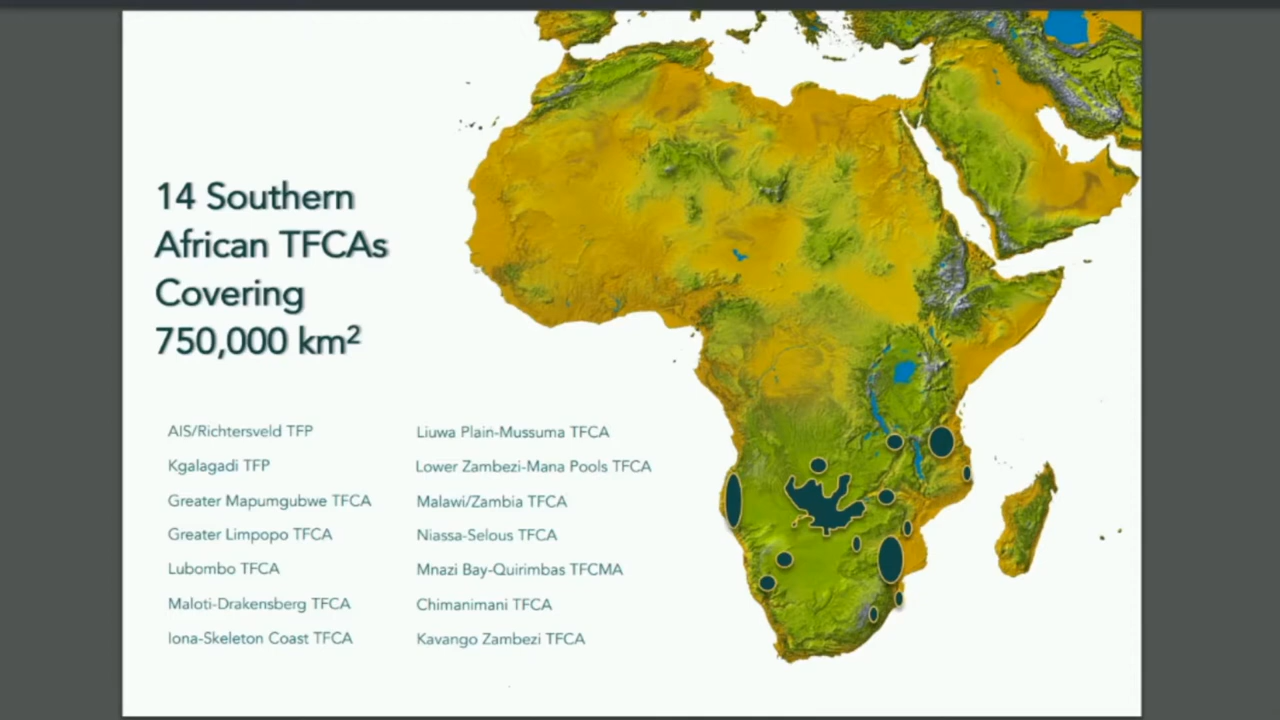 14 Southern
African TFCAs
Covering
750,000 km²
AIS/Richtersveld TFP
Kgalagadi TFP
Greater Mapumgubwe TFCA
Greater Limpopo TFCA
Lubombo TFCA
Maloti-Drakensberg TFCA
Iona-Skeleton Coast TFCA
Liuwa Plain-Mussuma TFCA
Lower Zambezi-Mana Pools TFCA
Malawi/Zambia TFCA
Niassa-Selous TFCA
Mnazi Bay-Quirimbas TFCMA
Chimanimani TFCA
Kavango Zambezi TFCA